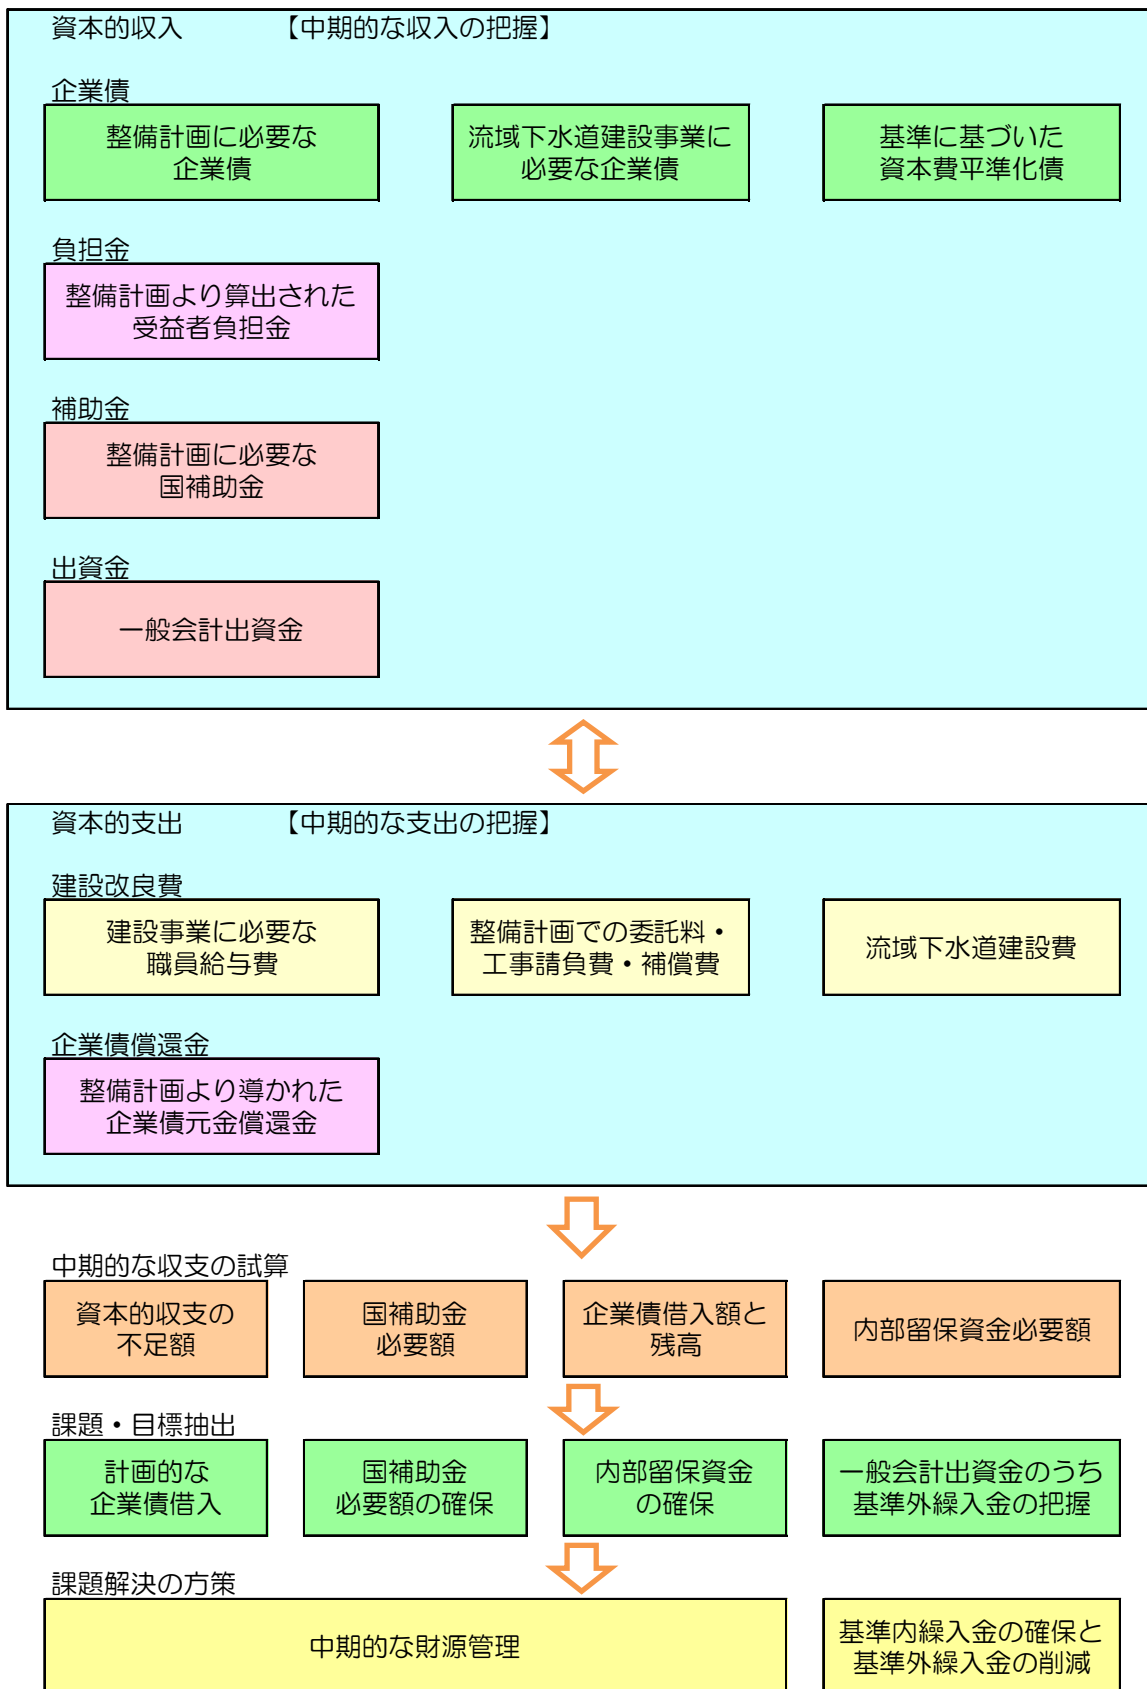 資本的収入　　　　【中期的な収入の把握】
企業債
整備計画に必要な
企業債
流域下水道建設事業に
必要な企業債
基準に基づいた
資本費平準化債
負担金
整備計画より算出された
受益者負担金
補助金
整備計画に必要な
国補助金
出資金
一般会計出資金
資本的支出　　　　【中期的な支出の把握】
建設改良費
建設事業に必要な
職員給与費
整備計画での委託料・
工事請負費・補償費
流域下水道建設費
企業債償還金
整備計画より導かれた
企業債元金償還金
中期的な収支の試算
資本的収支の
不足額
国補助金
必要額
企業債借入額と
残高
内部留保資金必要額
課題・目標抽出
計画的な
企業債借入
国補助金
必要額の確保
内部留保資金
の確保
一般会計出資金のうち
基準外繰入金の把握
課題解決の方策
中期的な財源管理
基準内繰入金の確保と
基準外繰入金の削減